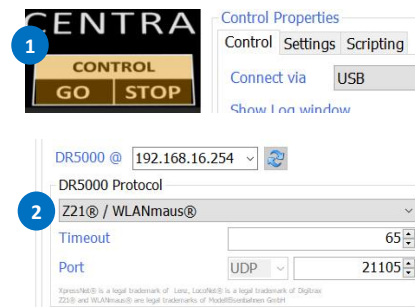 CENTRA
1
CONTROL
GO STOP
Control Properties
Control Settings Scripting
Connect via USB
Show Log window
DR5000 @ 192.168.16.254
DR5000 Protocol
2
Z21® / WLANmaus®
Timeout 65
Port UDP 21105
XpressNet® is a legal trademark of Lenz, LocoNet® is a legal trademark of Digitrax
Z21® and WLANmaus® are legal trademarks of Modelleisenbahnen GmbH